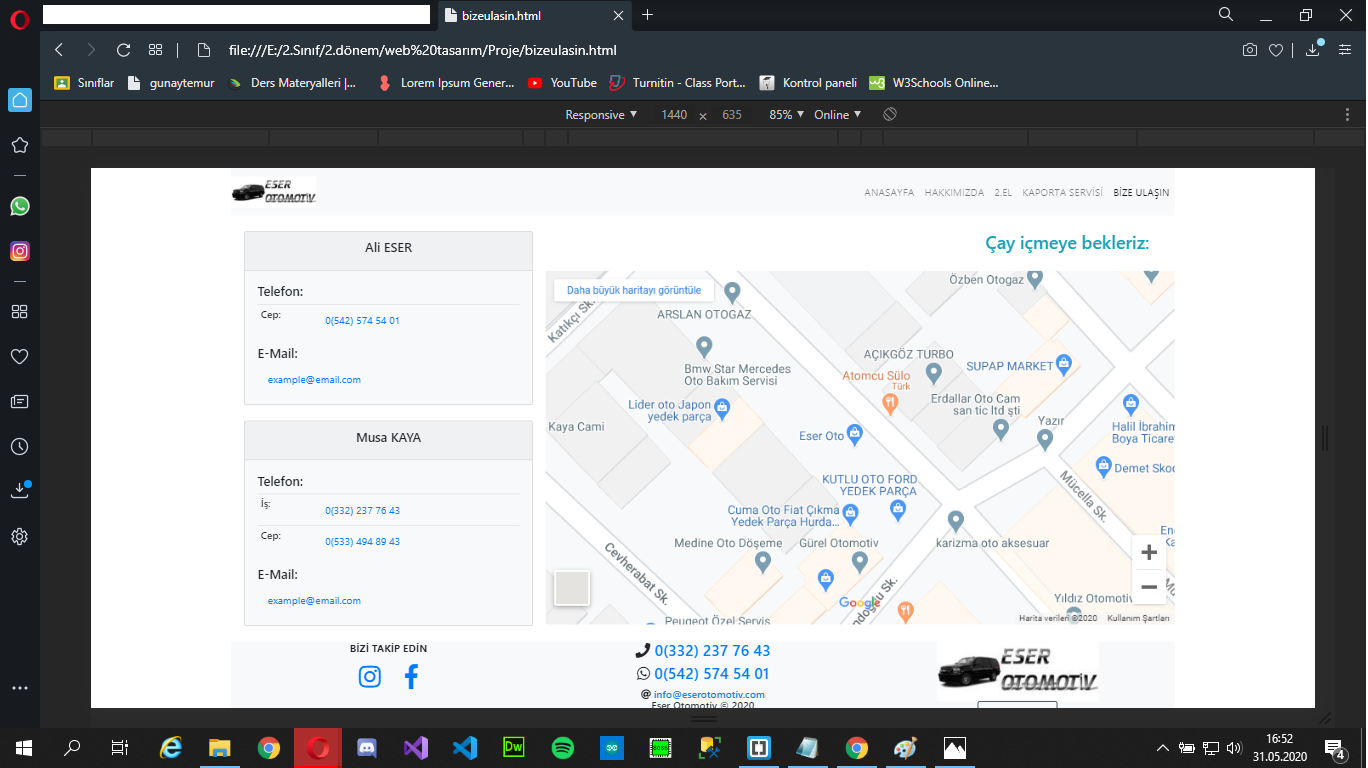 bizeulasin.html
file:///E:/2.Sınıf/2.dönem/web%20tasarım/Proje/bizeulasin.html
Sınıflar
gunaytemur
Ders Materyalleri |...
Lorem Ipsum Gener...
YouTube
Turnitin - Class Port...
Kontrol paneli
W3Schools Online...
Responsive
1440 × 635
85%
Online
ESER
OTOMOTİV
ANASAYFA
HAKKIMIZDA
2.EL
KAPORTA SERVİSİ
BİZE ULAŞIN
Ali ESER
Telefon:
Cep:
0(542) 574 54 01
E-Mail:
example@email.com
Musa KAYA
Telefon:
İş:
0(332) 237 76 43
Cep:
0(533) 494 89 43
E-Mail:
example@email.com
Çay içmeye bekleriz:
Daha büyük haritayı görüntüle
Katıkçı Sk.
ARSLAN OTOGAZ
Özben Otogaz
Bmw Star Mercedes
Oto Bakım Servisi
AÇIKGÖZ TURBO
SUPAP MARKET
Atomcu Sülo
Türk
Lider oto Japon
yedek parça
Erdallar Oto Cam
san tic ltd şti
Kaya Cami
Eser Oto
Yazır
Halil İbrahim
Boya Ticare
Demet Skod
KUTLU OTO FORD
YEDEK PARÇA
Mücella Sk.
Cuma Oto Fiat Çıkma
Yedek Parça Hurda...
Medine Oto Döşeme
Gürel Otomotiv
karizma oto aksesuar
Cevherabat Sk.
Yıldız Otomotiv
Peugeot Özel Servis
Google
Harita verileri ©2020
Kullanım Şartları
BİZİ TAKİP EDİN
0(332) 237 76 43
0(542) 574 54 01
info@eserotomotiv.com
Eser Otomotiv © 2020
ESER
OTOMOTİV
16:52
31.05.2020
4